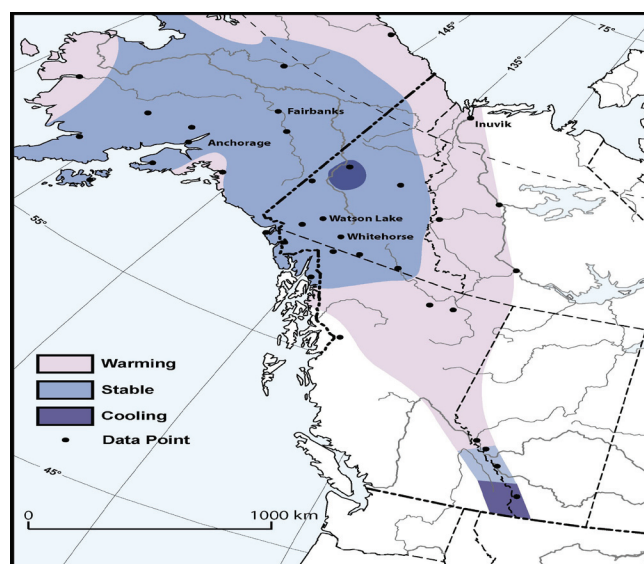 145°
135°
75°
Fairbanks
Inuvik
Anchorage
55°
Watson Lake
Whitehorse
Warming
Stable
Cooling
Data Point
45°
0
1000 km